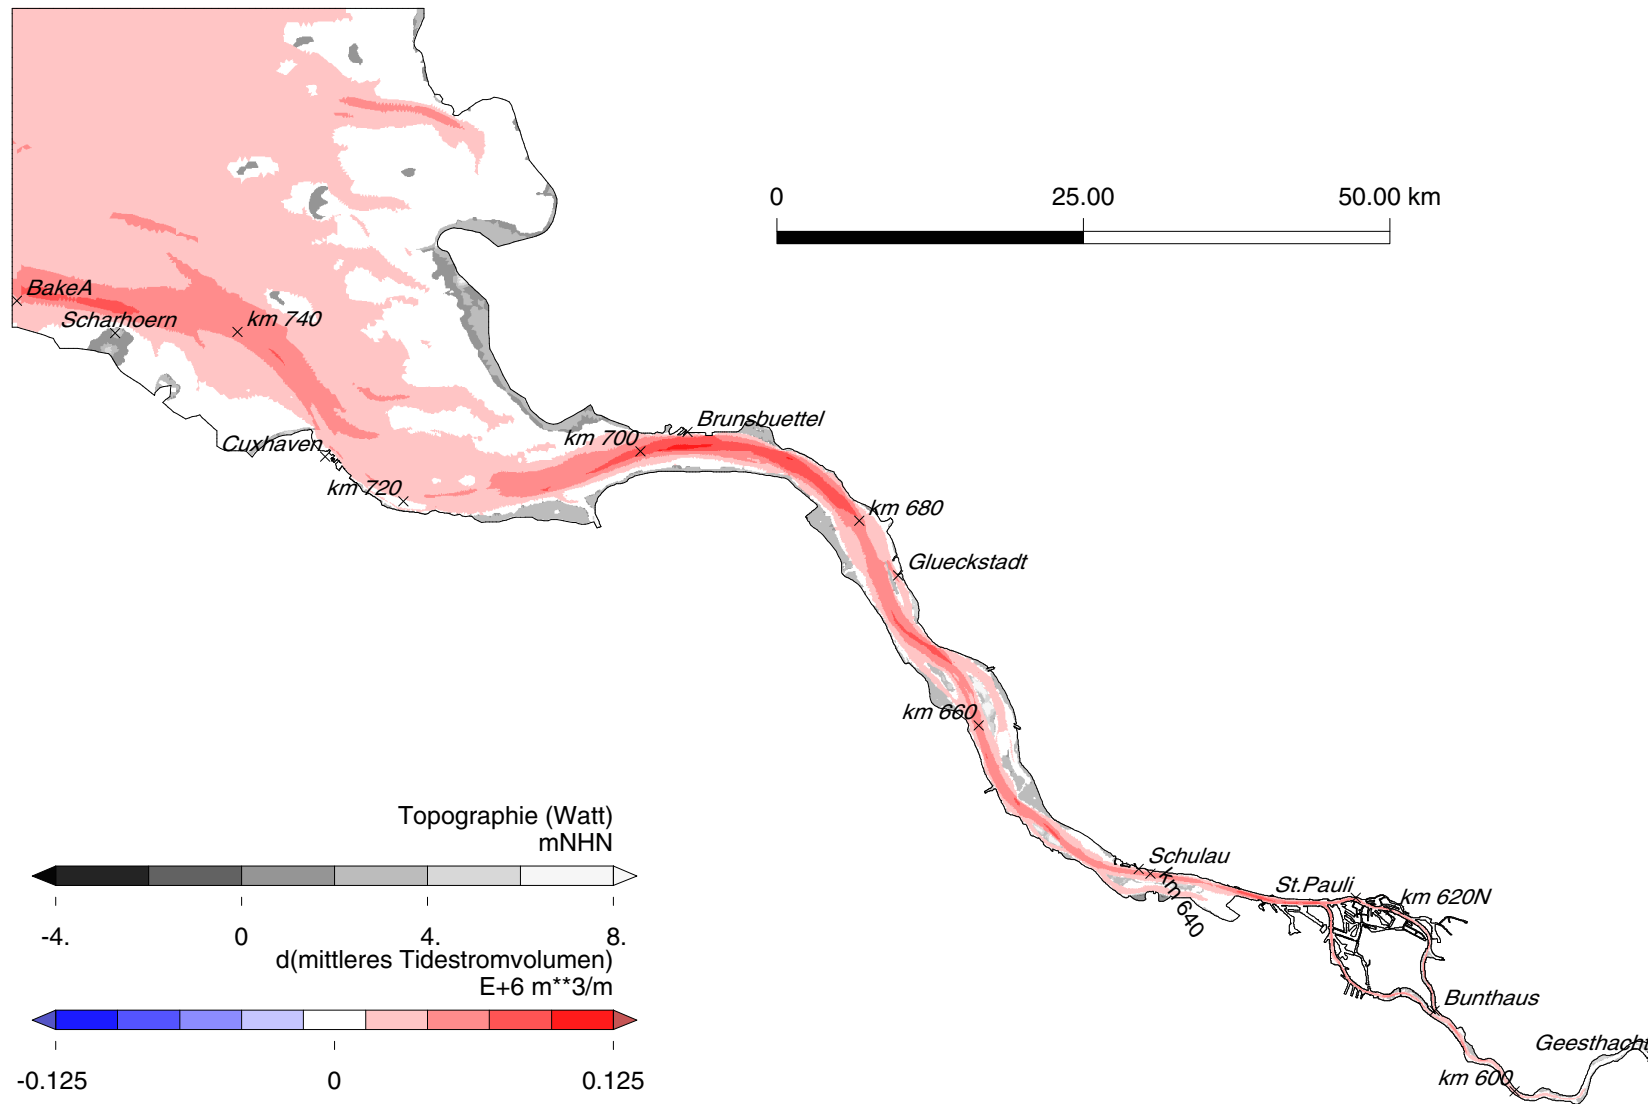 0 25.00 50.00 km
BakeA
Scharhoern
km 740
Cuxhaven
km 720
km 700
Brunsbuettel
km 680
Glueckstadt
km 660
Schulau
km 640
St.Pauli
km 620N
Bunthaus
Geesthacht
km 600
Topographie (Watt)
mNHN
-4. 0 4. 8.
d(mittleres Tidestromvolumen)
E+6 m**3/m
-0.125 0 0.125